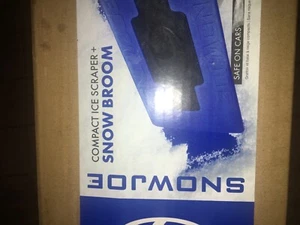 SNOWJOE
COMPACT ICE SCRAPER +
SNOW BROOM
SAFE ON CARS